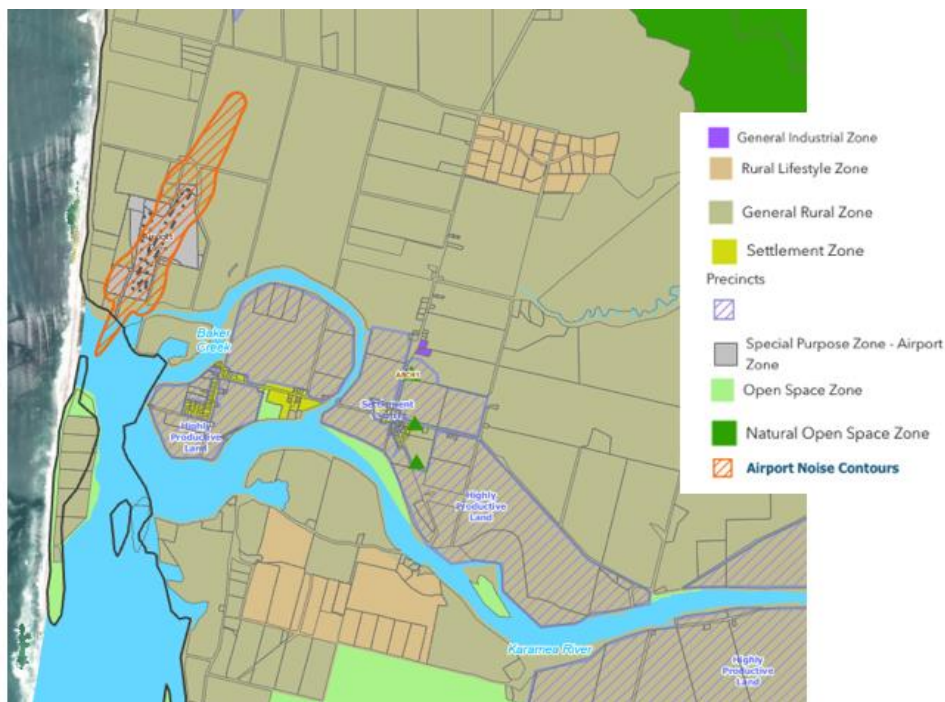 General Industrial Zone
Rural Lifestyle Zone
General Rural Zone
Settlement Zone
Precincts
Special Purpose Zone - Airport
Zone
Open Space Zone
Natural Open Space Zone
Airport Noise Contours
Baker
Creek
Highly
Productive
Land
Settlement
Highly
Productive
Land
Karamea River
Highly
Productive
Land